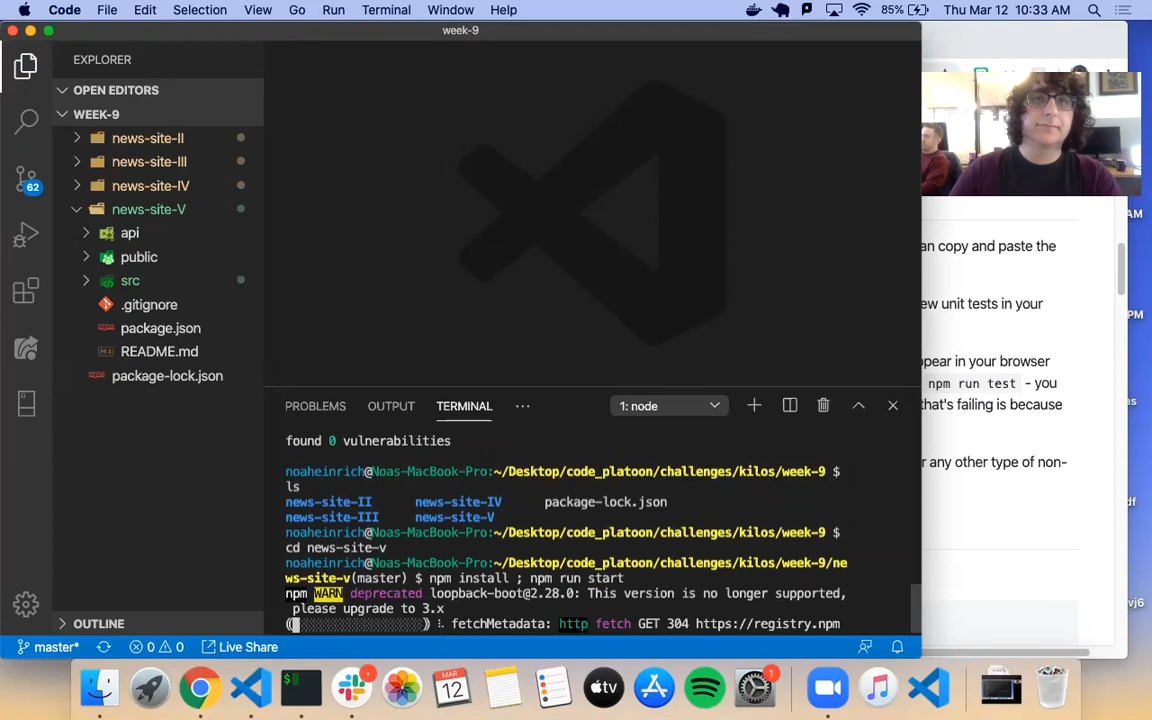 Code File Edit Selection View Go Run Terminal Window Help 85% Thu Mar 12 10:33 AM
week-9
EXPLORER
OPEN EDITORS
WEEK-9
news-site-II
news-site-III
news-site-IV
news-site-V
api
public
src
.gitignore
package.json
README.md
package-lock.json
OUTLINE
62
PROBLEMS OUTPUT TERMINAL ··· 1: node
found 0 vulnerabilities
noaheinrich@Noas-MacBook-Pro:~/Desktop/code_platoon/challenges/kilos/week-9 $
ls
news-site-II news-site-IV package-lock.json
news-site-III news-site-V
noaheinrich@Noas-MacBook-Pro:~/Desktop/code_platoon/challenges/kilos/week-9 $
cd news-site-v
noaheinrich@Noas-MacBook-Pro:~/Desktop/code_platoon/challenges/kilos/week-9/ne
ws-site-v(master) $ npm install ; npm run start
npm WARN deprecated loopback-boot@2.28.0: This version is no longer supported,
please upgrade to 3.x
fetchMetadata: http fetch GET 304 https://registry.npm
master* 0 0 Live Share
an copy and paste the
ew unit tests in your
pear in your browser
npm run test - you
that's failing is because
r any other type of non-
AM
PM
ns
df
vj6
MAR
12
1